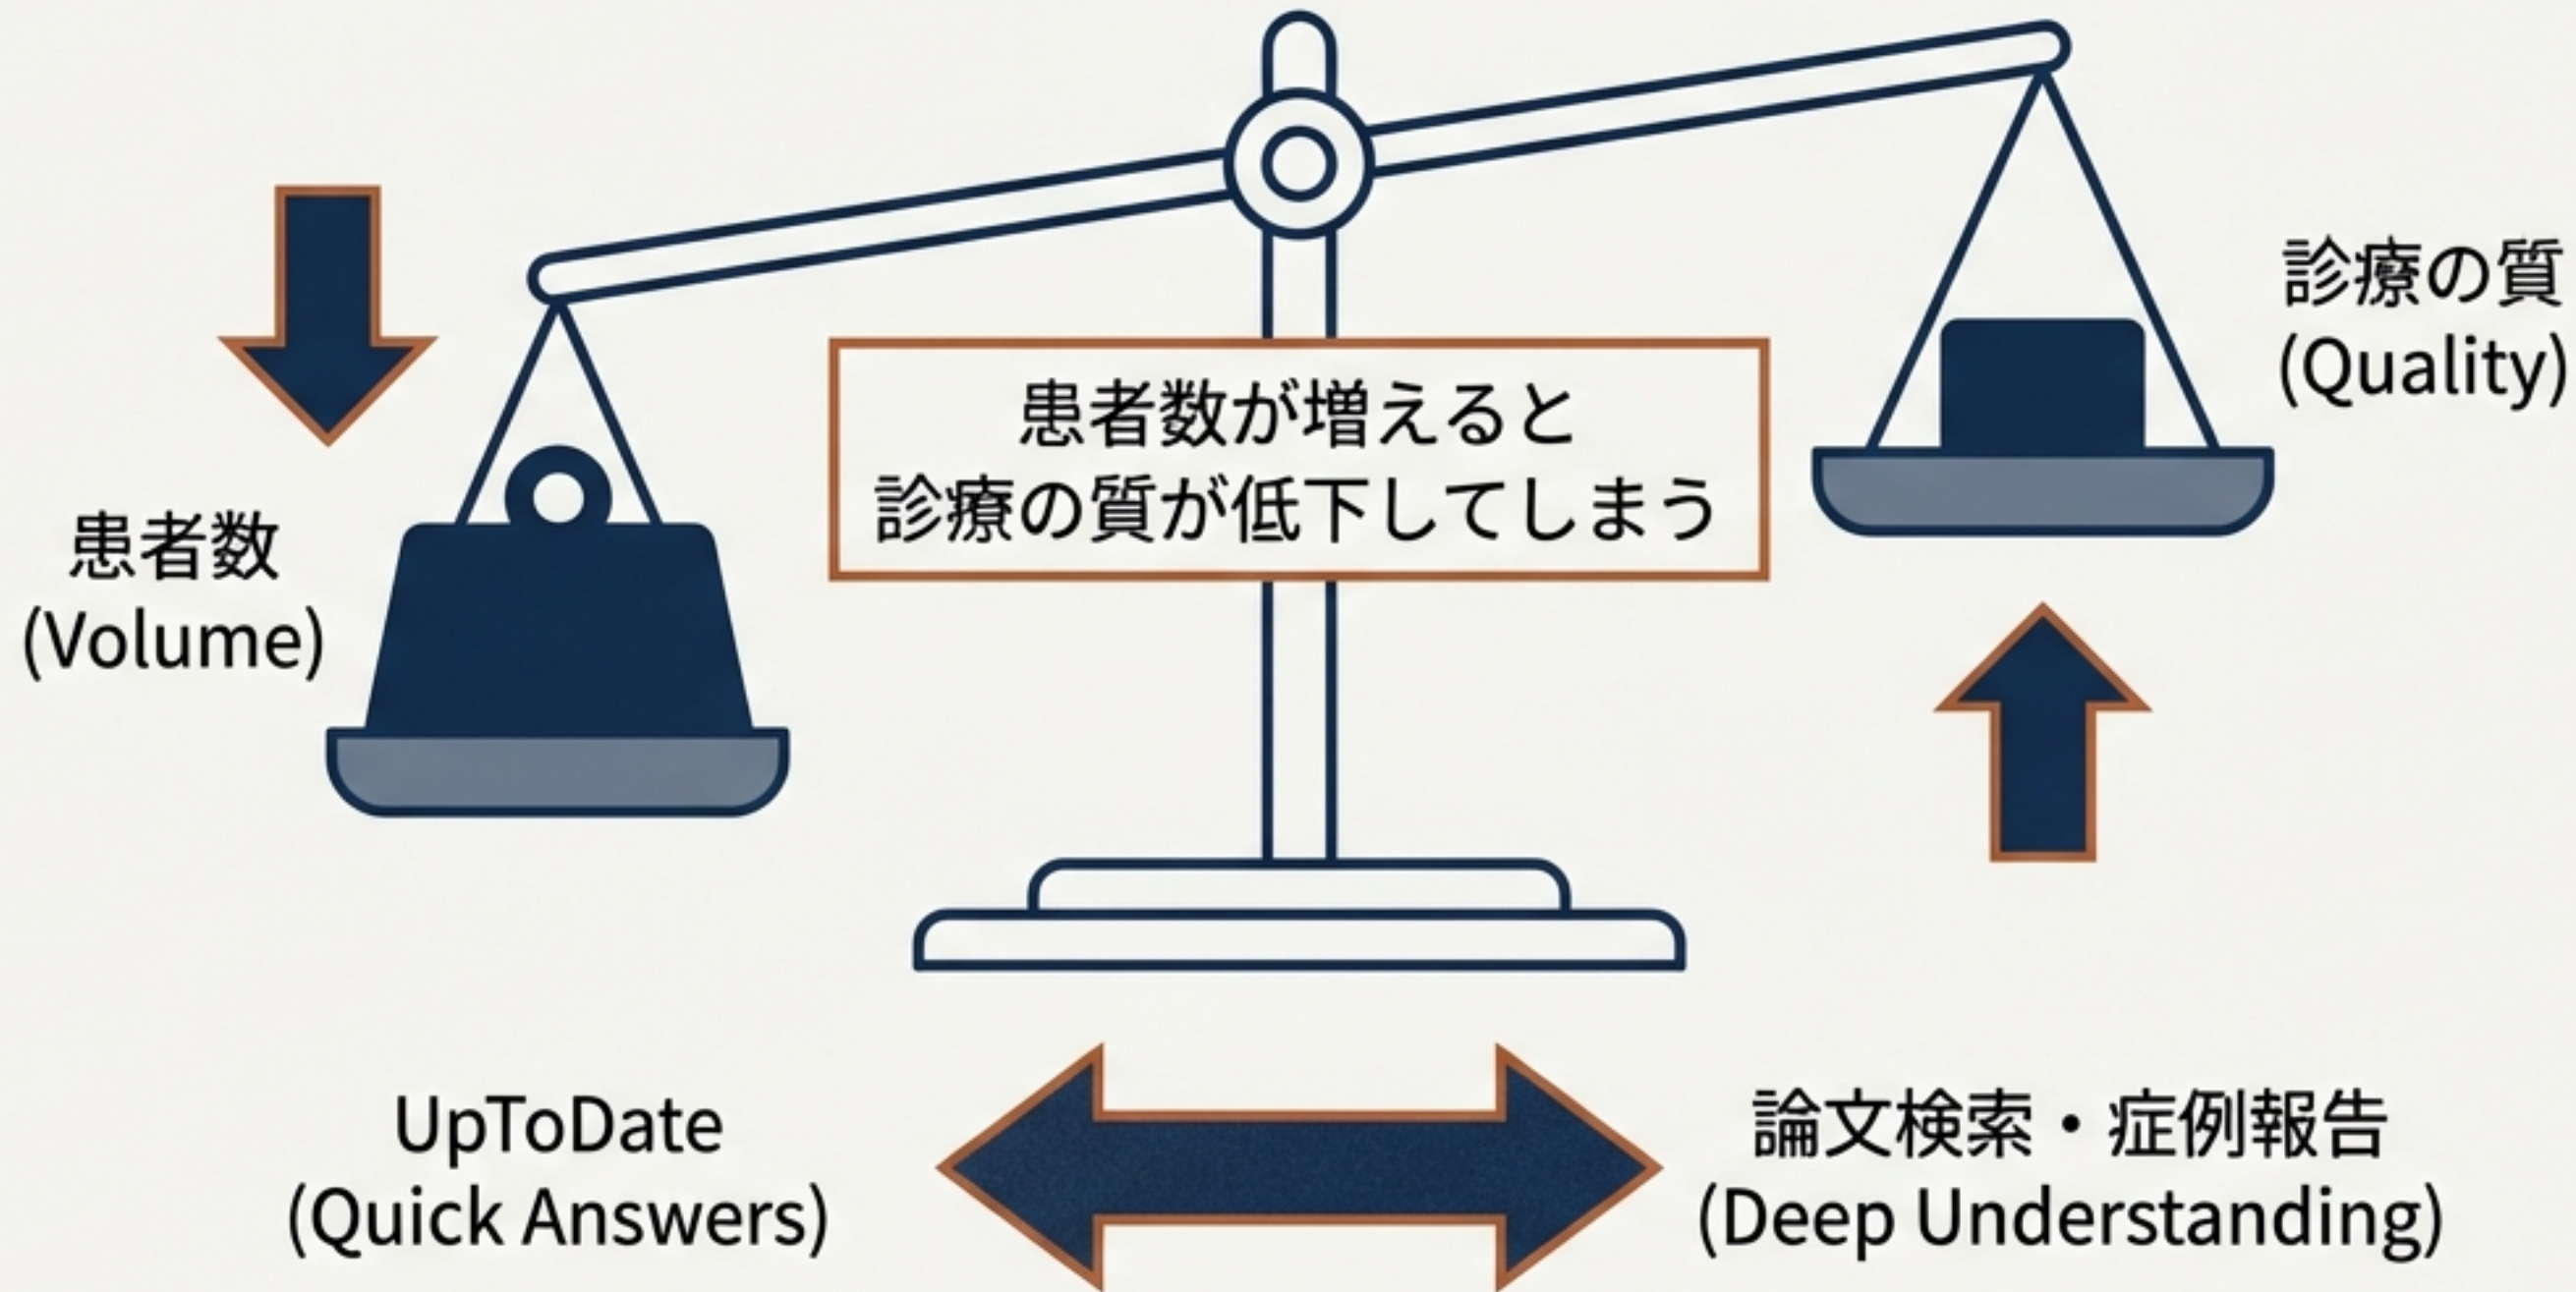 患者数
(Volume)
患者数が増えると
診療の質が低下してしまう
診療の質
(Quality)
UpToDate
(Quick Answers)
論文検索・症例報告
(Deep Understanding)